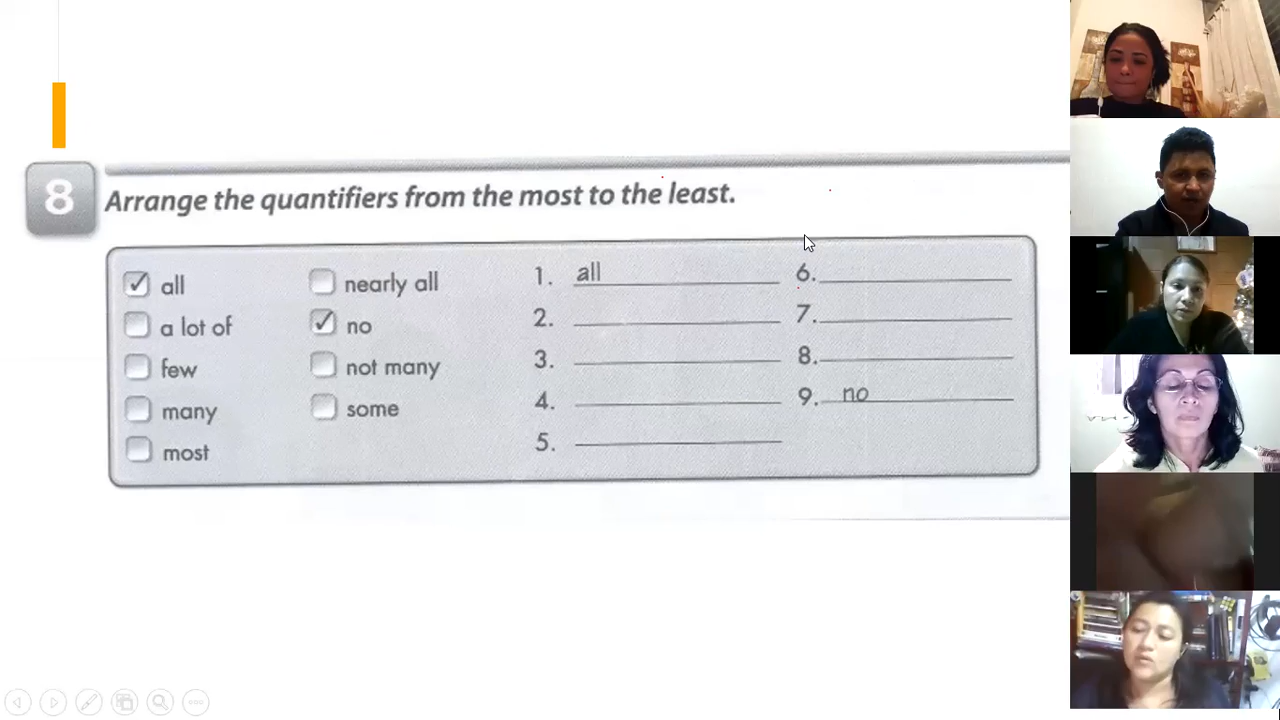 8 Arrange the quantifiers from the most to the least.
all
a lot of
few
many
most
nearly all
no
not many
some
1. all
2.
3.
4.
5.
6.
7.
8.
9. no